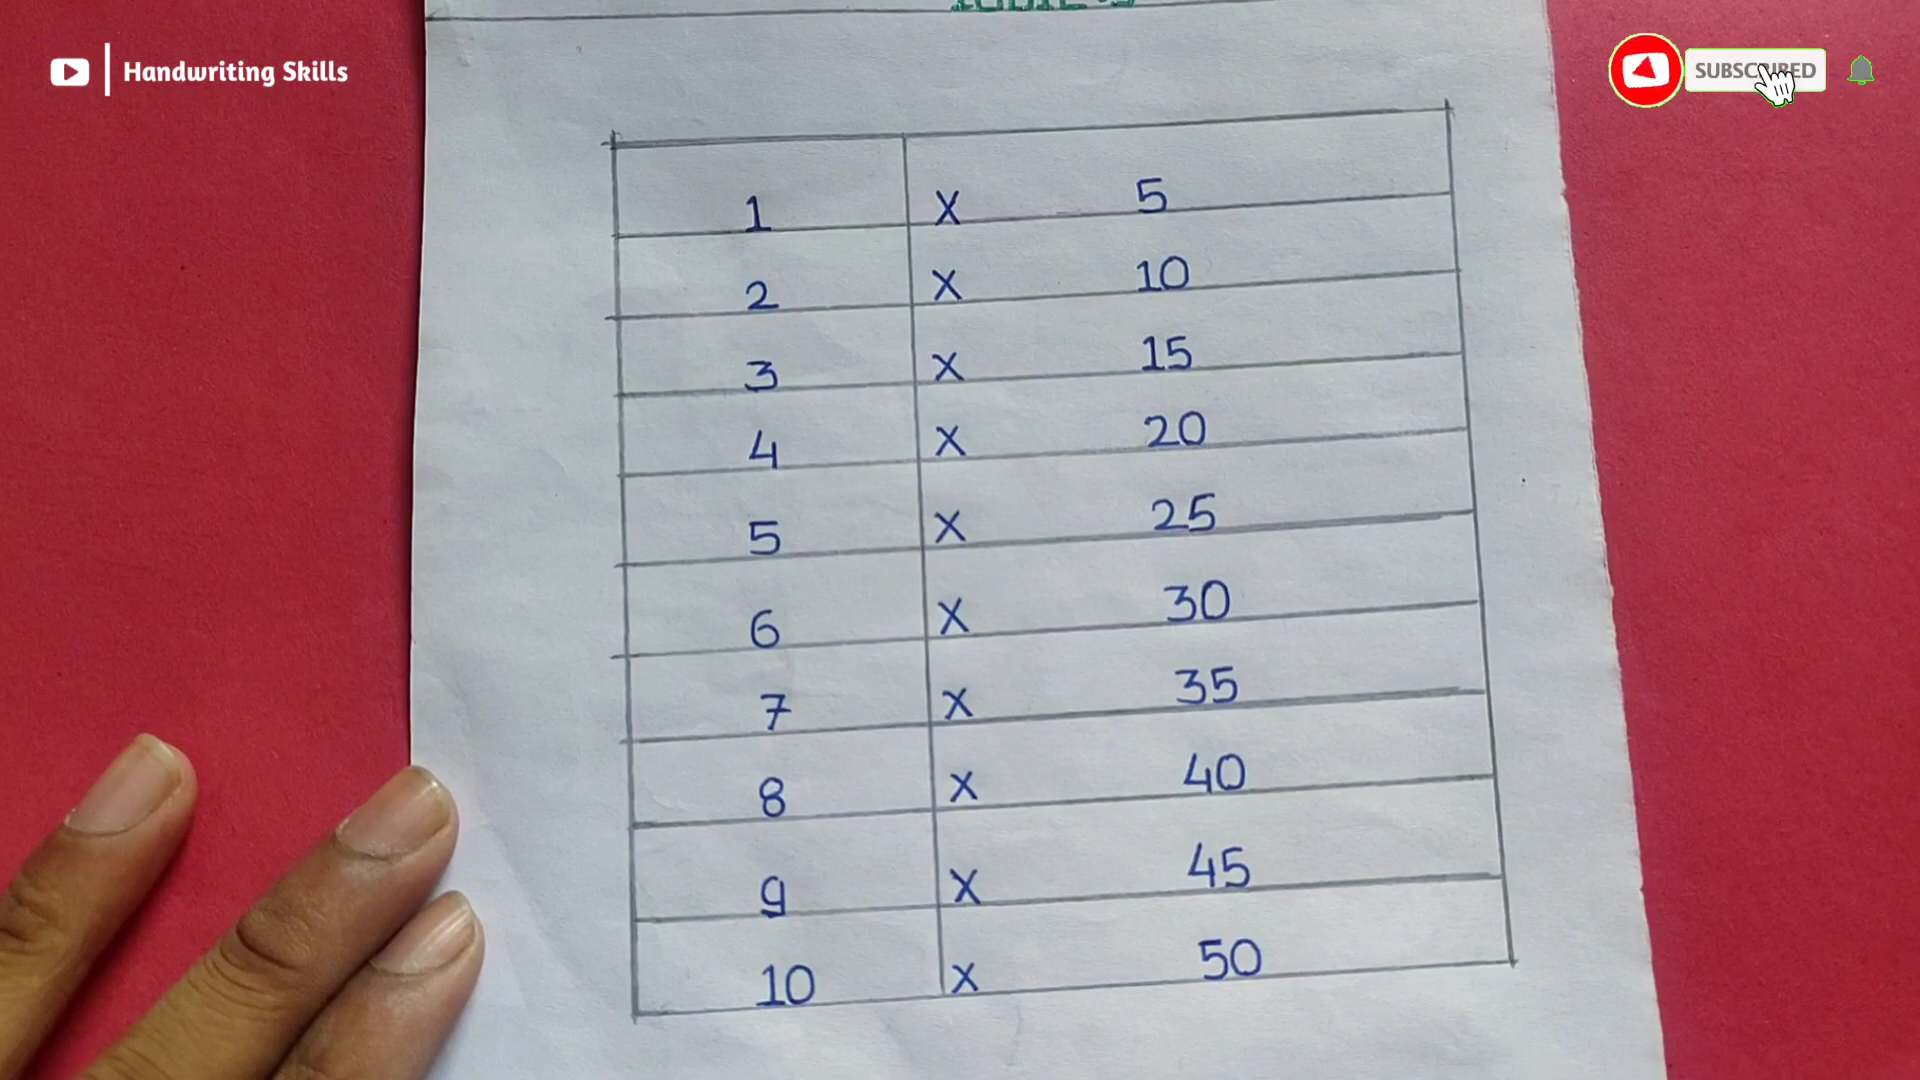 Handwriting Skills
SUBSCRIBED
1 X 5
2 X 10
3 X 15
4 X 20
5 X 25
6 X 30
7 X 35
8 X 40
9 X 45
10 X 50